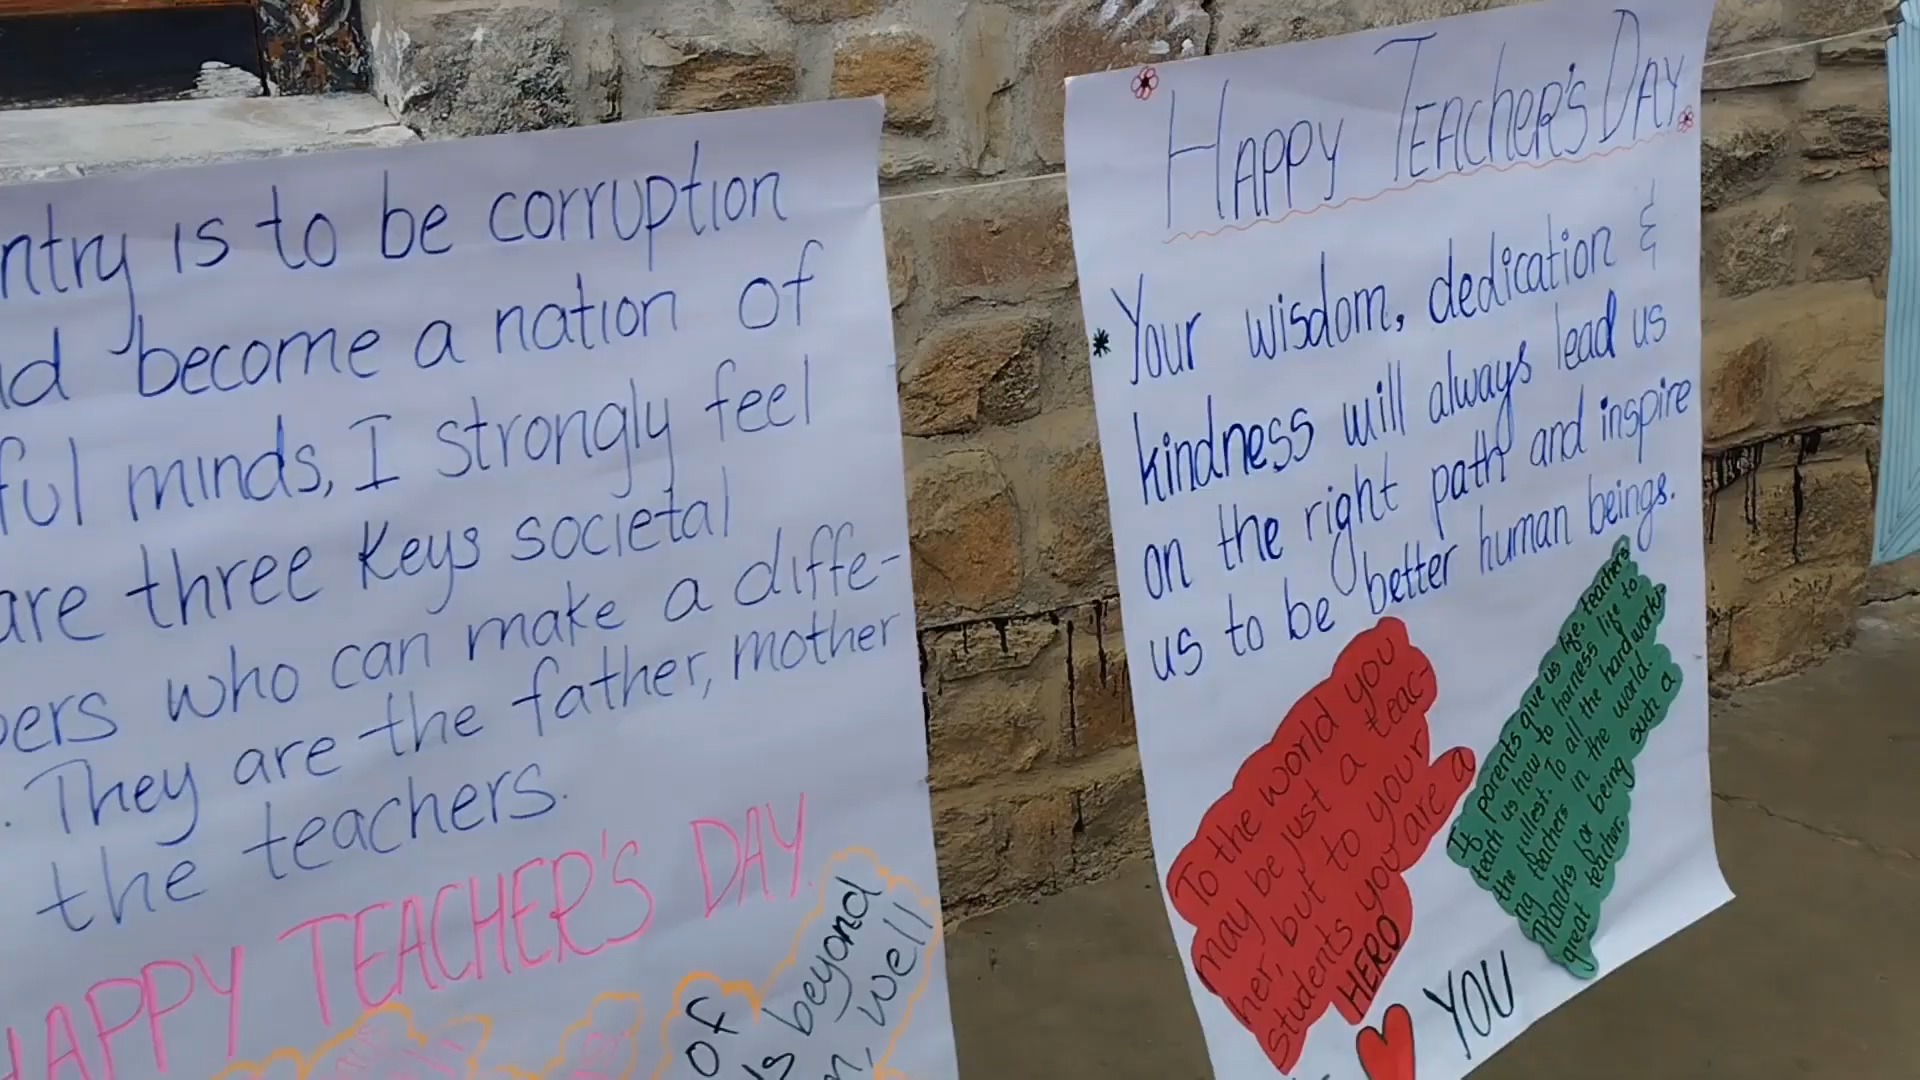 ntry is to be corruption
d become a nation of
ful minds, I strongly feel
are three Keys societal
bers who can make a diffe-
. They are the father, mother
the teachers.
HAPPY TEACHER'S DAY.
of
beyond
well
HAPPY TEACHER'S DAY.
* Your wisdom, dedication &
kindness will always lead us
on the right path and inspire
us to be better human beings.
To the world you
may be just a teac-
her, but to your
students you are a
HERO
If parents give us life, teachers
teach us how to harness life to
the fullest. To all the hardworki-
ng teachers in the world.
Thanks for being such a
great teacher.
YOU